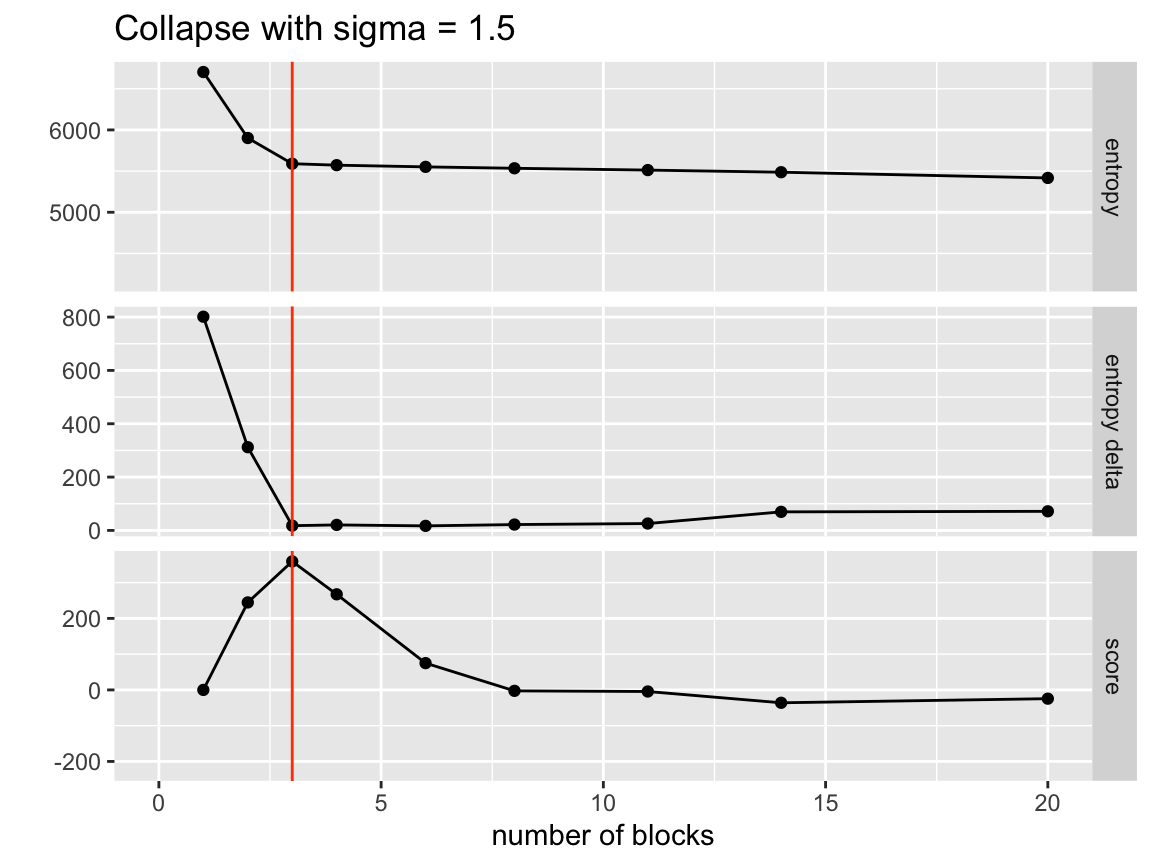 Collapse with sigma = 1.5
6000
5000
entropy
800
600
400
200
0
entropy delta
200
0
-200
score
0 5 10 15 20
number of blocks